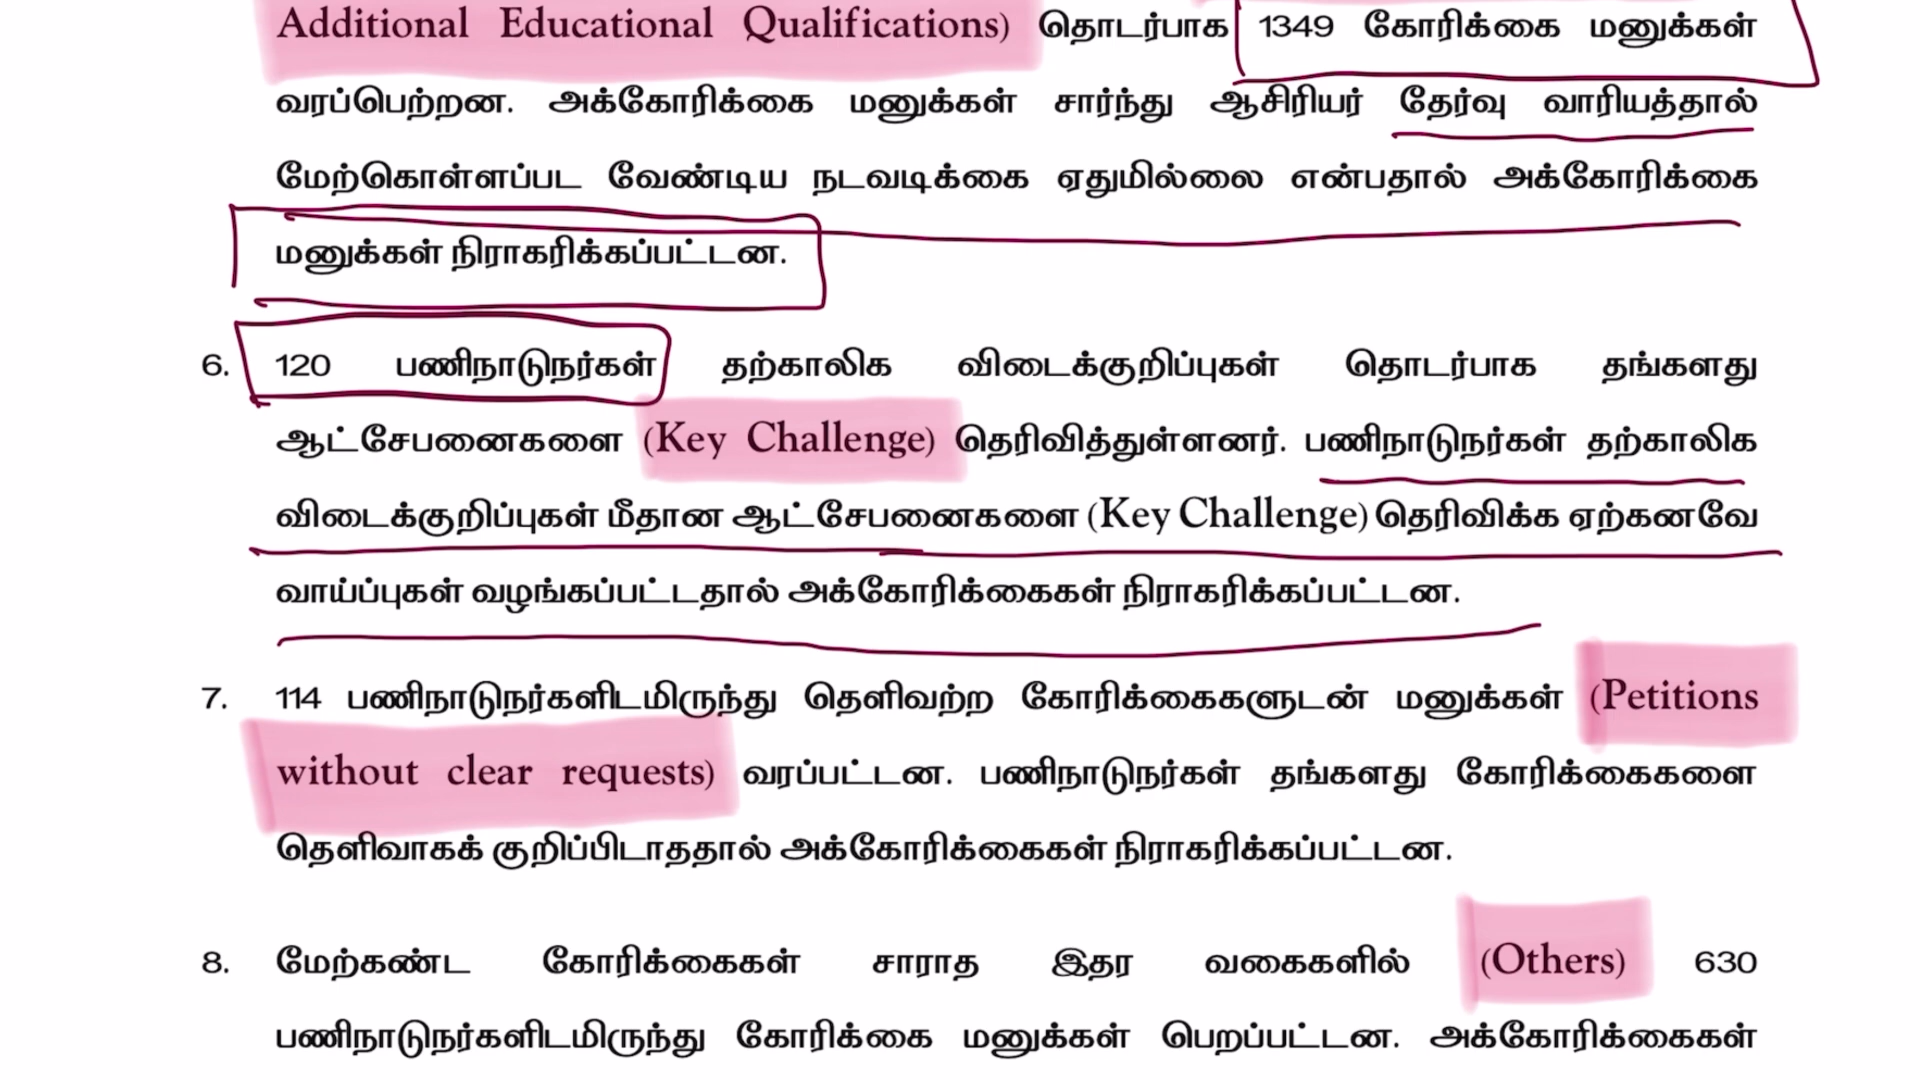 Additional Educational Qualifications) தொடர்பாக 1349 கோரிக்கை மனுக்கள்
வரப்பெற்றன. அக்கோரிக்கை மனுக்கள் சார்ந்து ஆசிரியர் தேர்வு வாரியத்தால்
மேற்கொள்ளப்பட வேண்டிய நடவடிக்கை ஏதுமில்லை என்பதால் அக்கோரிக்கை
மனுக்கள் நிராகரிக்கப்பட்டன.
6. 120 பணிநாடுநர்கள் தற்காலிக விடைக்குறிப்புகள் தொடர்பாக தங்களது
ஆட்சேபனைகளை (Key Challenge) தெரிவித்துள்ளனர். பணிநாடுநர்கள் தற்காலிக
விடைக்குறிப்புகள் மீதான ஆட்சேபனைகளை (Key Challenge) தெரிவிக்க ஏற்கனவே
வாய்ப்புகள் வழங்கப்பட்டதால் அக்கோரிக்கைகள் நிராகரிக்கப்பட்டன.
7. 114 பணிநாடுநர்களிடமிருந்து தெளிவற்ற கோரிக்கைகளுடன் மனுக்கள் (Petitions
without clear requests) வரப்பட்டன. பணிநாடுநர்கள் தங்களது கோரிக்கைகளை
தெளிவாகக் குறிப்பிடாததால் அக்கோரிக்கைகள் நிராகரிக்கப்பட்டன.
8. மேற்கண்ட கோரிக்கைகள் சாராத இதர வகைகளில் (Others) 630
பணிநாடுநர்களிடமிருந்து கோரிக்கை மனுக்கள் பெறப்பட்டன. அக்கோரிக்கைகள்